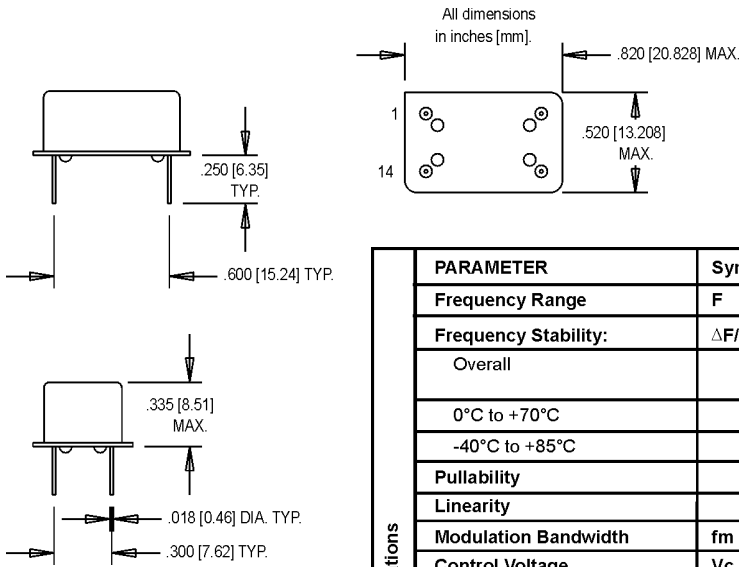 All dimensions
in inches [mm].
.820 [20.828] MAX.
1
14
.520 [13.208]
MAX.
.250 [6.35]
TYP.
.600 [15.24] TYP.
.335 [8.51]
MAX.
.018 [0.46] DIA. TYP.
.300 [7.62] TYP.
PARAMETER
Frequency Range F
Frequency Stability: ΔF/
Overall
0°C to +70°C
-40°C to +85°C
Pullability
Linearity
Modulation Bandwidth fm
Control Voltage Vc